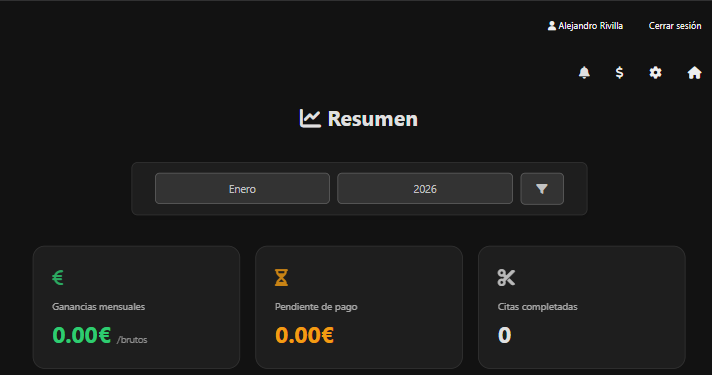 Alejandro Rivilla Cerrar sesión
$
Resumen
Enero 2026
€
Ganancias mensuales
0.00€ /brutos
Pendiente de pago
0.00€
Citas completadas
0